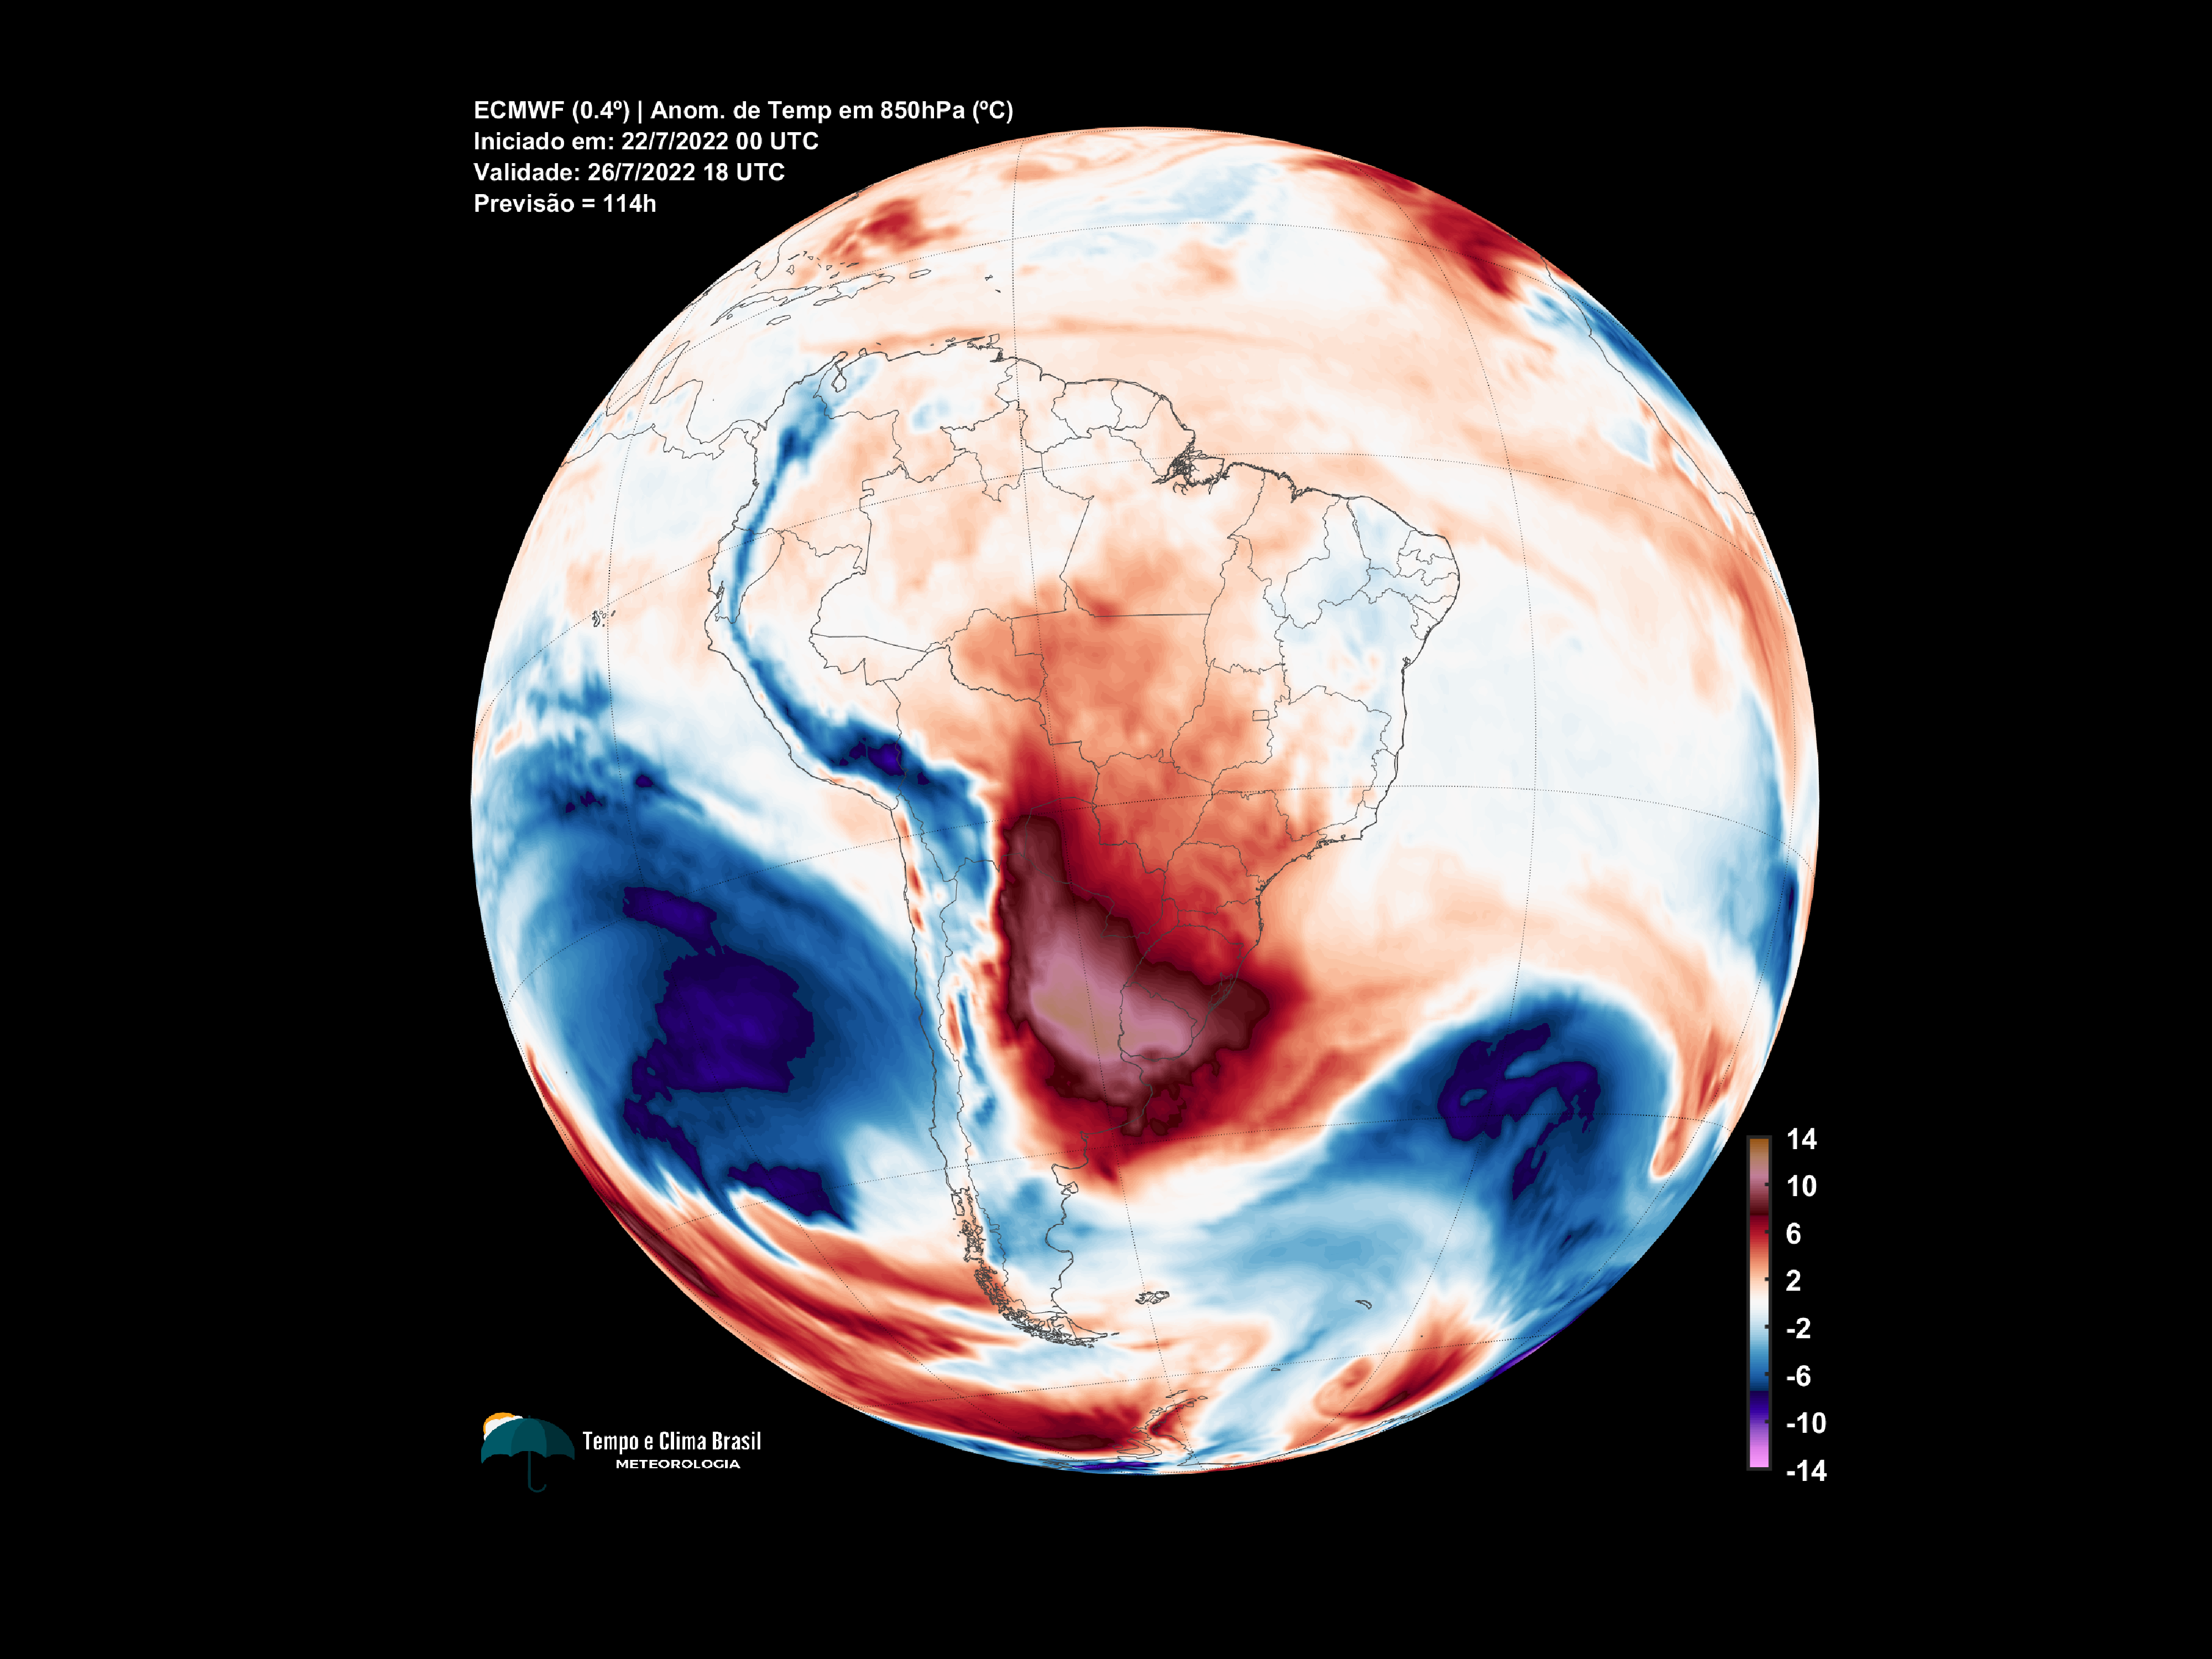 ECMWF (0.4º) | Anom. de Temp em 850hPa (ºC)
Iniciado em: 22/7/2022 00 UTC
Validade: 26/7/2022 18 UTC
Previsão = 114h
14
10
6
2
-2
-6
-10
-14
Tempo e Clima Brasil
METEOROLOGIA